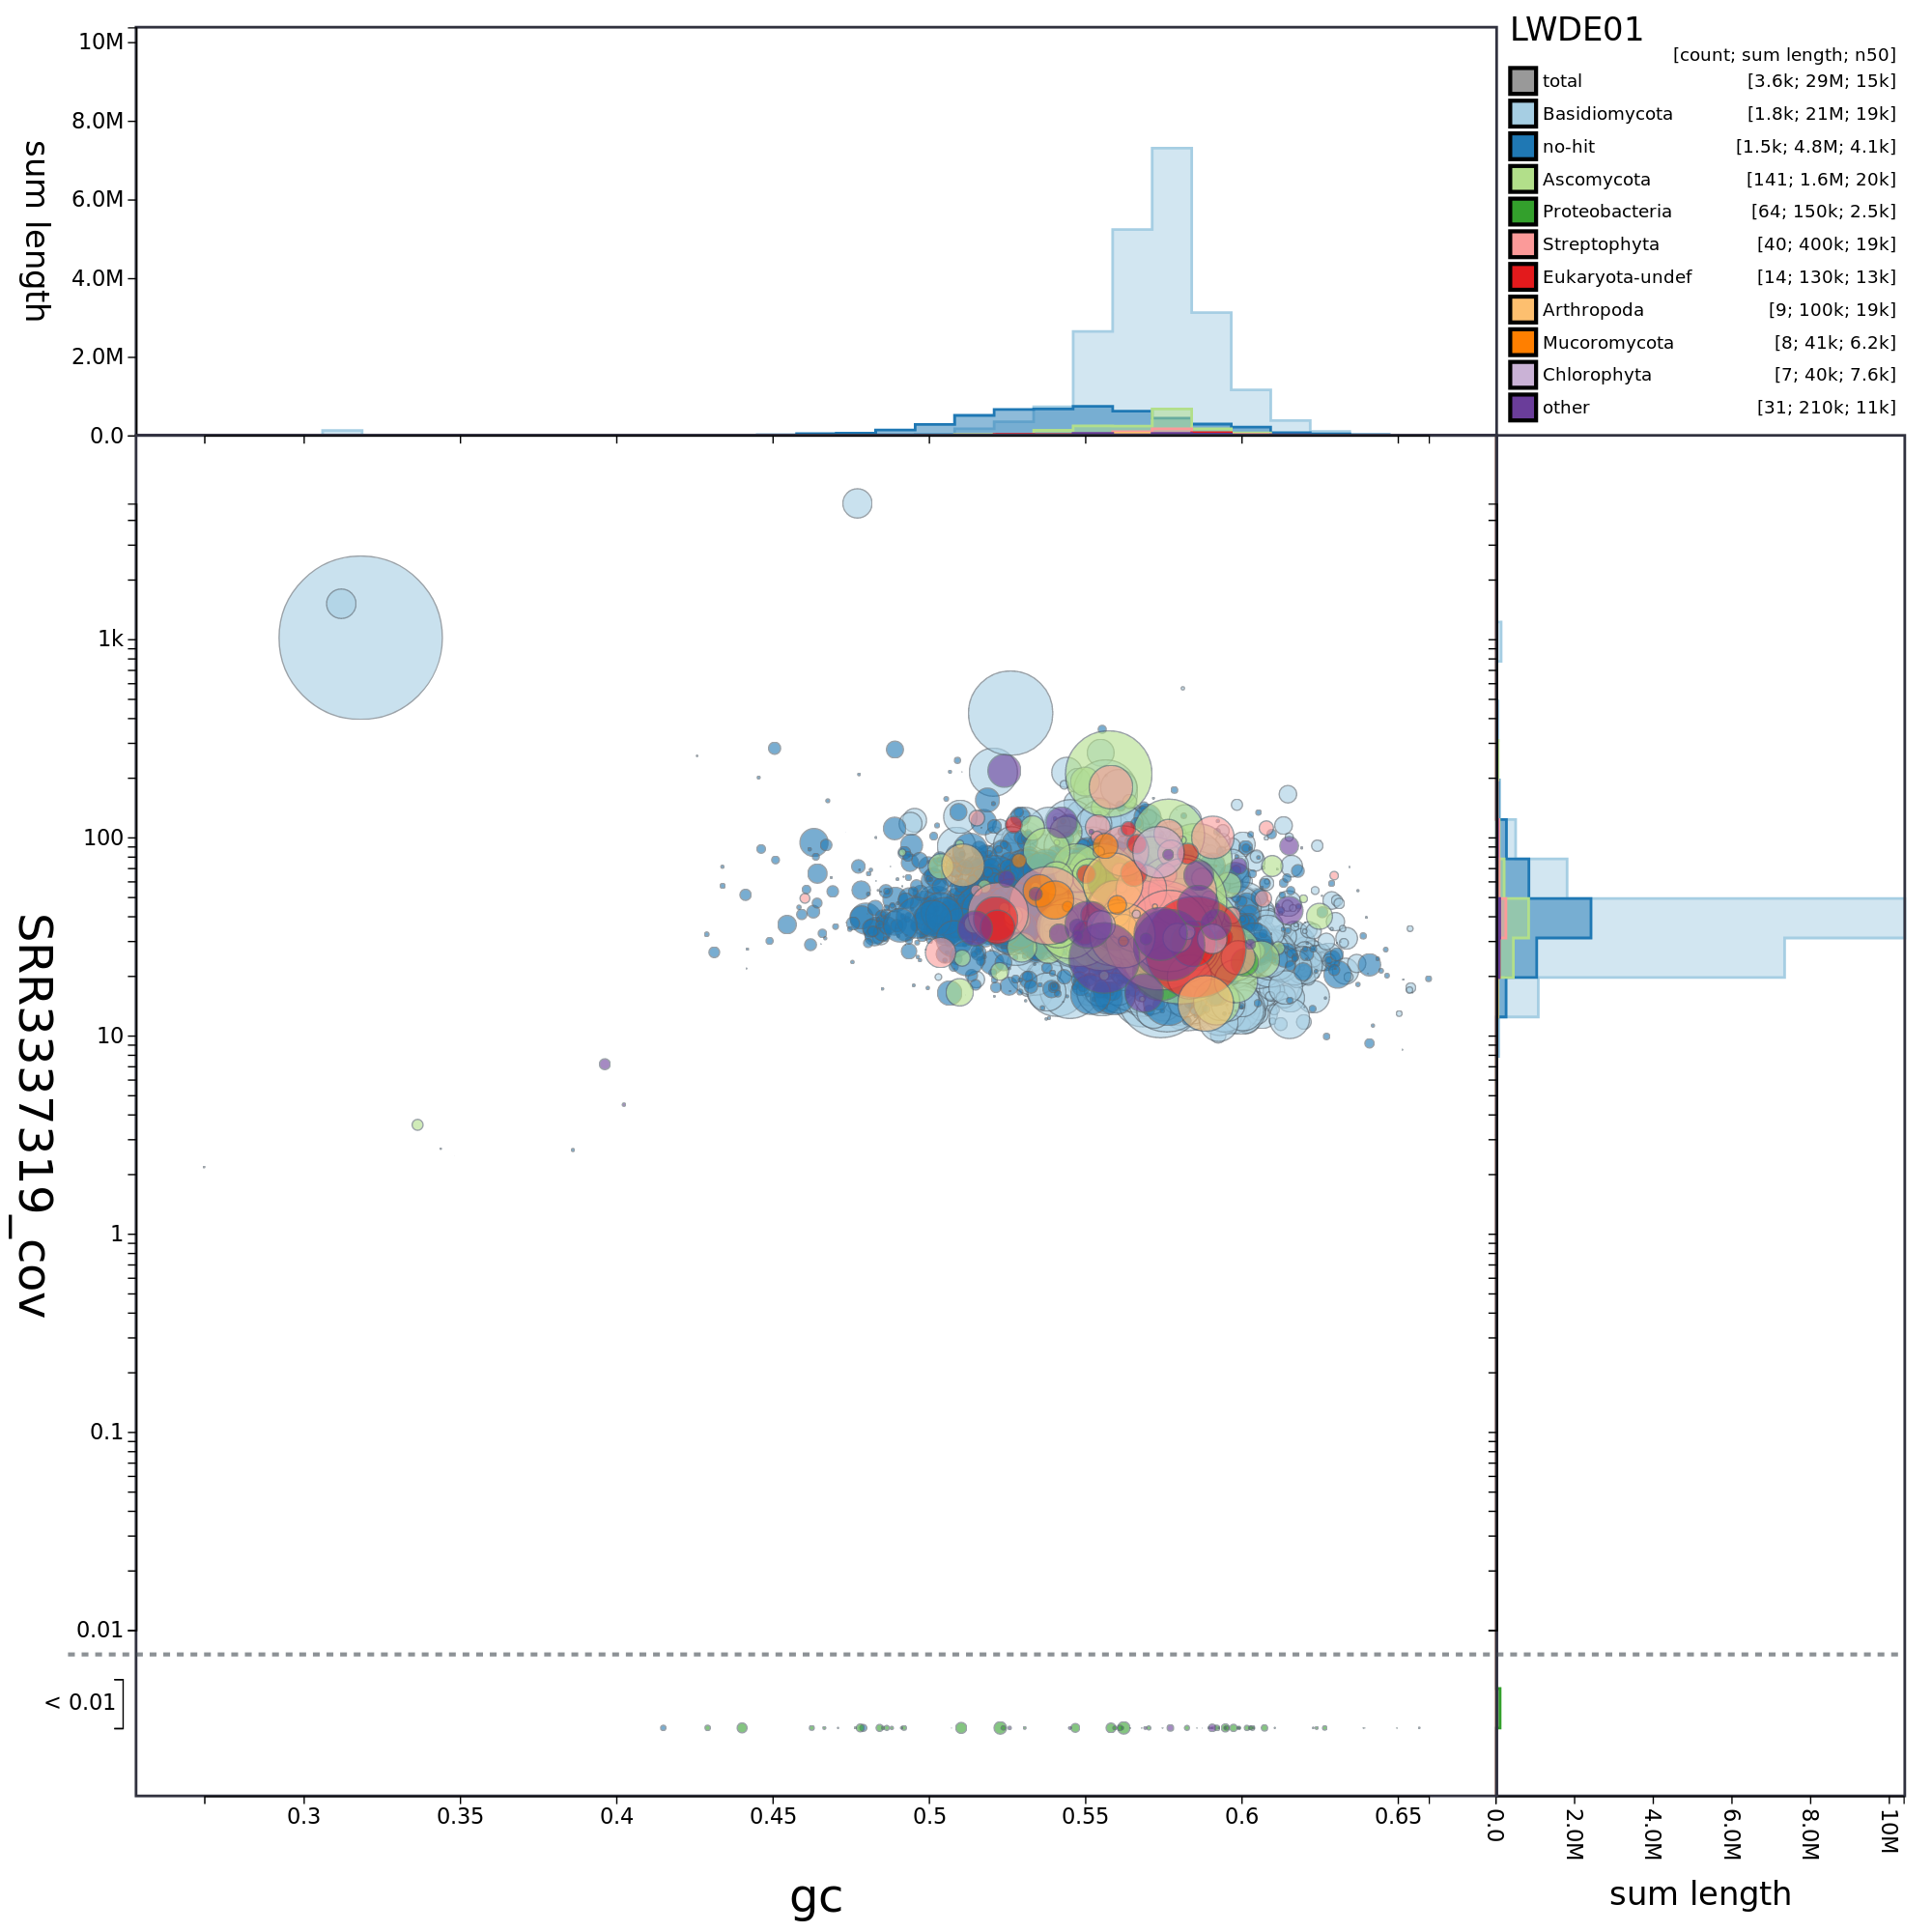 LWDE01
[count; sum length; n50]
total [3.6k; 29M; 15k]
Basidiomycota [1.8k; 21M; 19k]
no-hit [1.5k; 4.8M; 4.1k]
Ascomycota [141; 1.6M; 20k]
Proteobacteria [64; 150k; 2.5k]
Streptophyta [40; 400k; 19k]
Eukaryota-undef [14; 130k; 13k]
Arthropoda [9; 100k; 19k]
Mucoromycota [8; 41k; 6.2k]
Chlorophyta [7; 40k; 7.6k]
other [31; 210k; 11k]
sum length
10M
8.0M
6.0M
4.0M
2.0M
0.0
SRR3337319_cov
1k
100
10
1
0.1
0.01
< 0.01
0.3 0.35 0.4 0.45 0.5 0.55 0.6 0.65
gc
0.0 2.0M 4.0M 6.0M 8.0M 10M
sum length